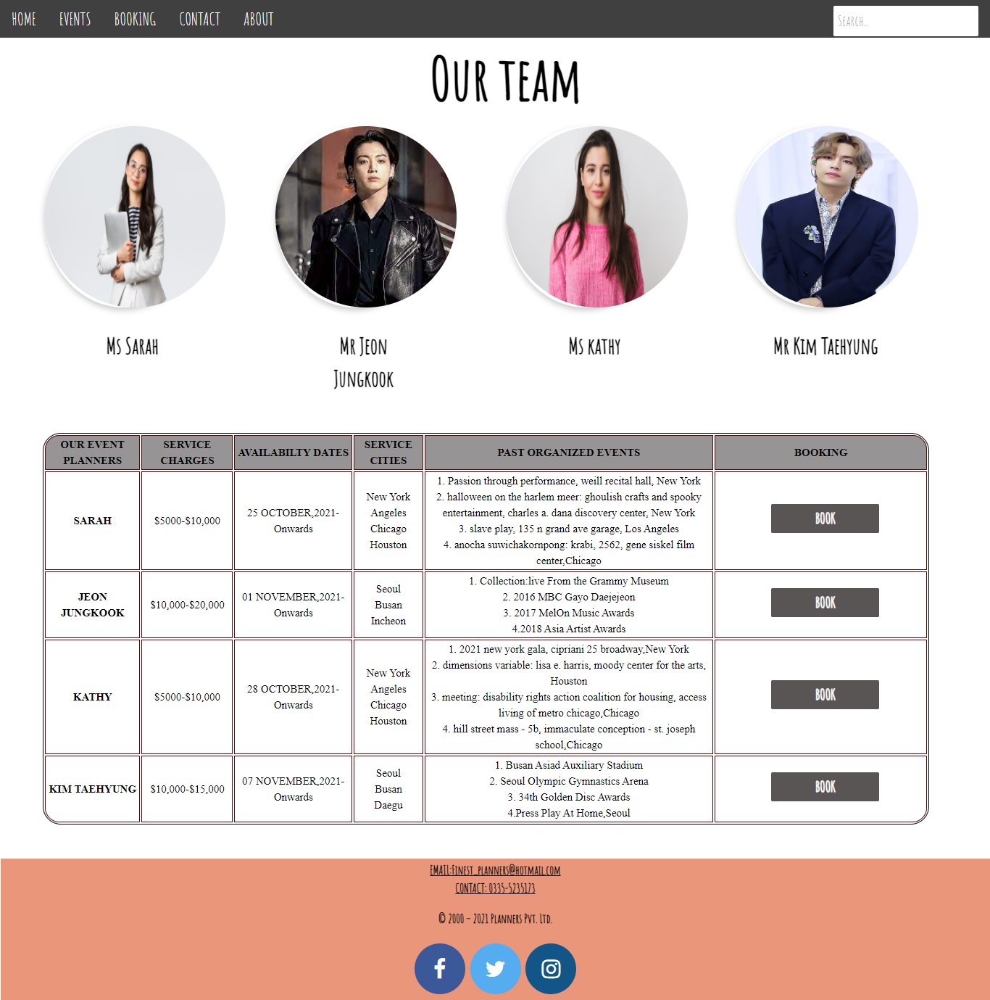 HOME EVENTS BOOKING CONTACT ABOUT Search..
Our team
Ms Sarah
Mr Jeon
Jungkook
Ms kathy
Mr Kim Taehyung
OUR EVENT
PLANNERS
SERVICE
CHARGES
AVAILABILTY DATES
SERVICE
CITIES
PAST ORGANIZED EVENTS
BOOKING
SARAH
$5000-$10,000
25 OCTOBER,2021-
Onwards
New York
Angeles
Chicago
Houston
1. Passion through performance, weill recital hall, New York
2. halloween on the harlem meer: ghoulish crafts and spooky
entertainment, charles a. dana discovery center, New York
3. slave play, 135 n grand ave garage, Los Angeles
4. anocha suwichakornpong: krabi, 2562, gene siskel film
center,Chicago
BOOK
JEON
JUNGKOOK
$10,000-$20,000
01 NOVEMBER,2021-
Onwards
Seoul
Busan
Incheon
1. Collection:live From the Grammy Museum
2. 2016 MBC Gayo Daejejeon
3. 2017 MelOn Music Awards
4.2018 Asia Artist Awards
BOOK
KATHY
$5000-$10,000
28 OCTOBER,2021-
Onwards
New York
Angeles
Chicago
Houston
1. 2021 new york gala, cipriani 25 broadway,New York
2. dimensions variable: lisa e. harris, moody center for the arts,
Houston
3. meeting: disability rights action coalition for housing, access
living of metro chicago,Chicago
4. hill street mass - 5b, immaculate conception - st. joseph
school,Chicago
BOOK
KIM TAEHYUNG
$10,000-$15,000
07 NOVEMBER,2021-
Onwards
Seoul
Busan
Daegu
1. Busan Asiad Auxiliary Stadium
2. Seoul Olympic Gymnastics Arena
3. 34th Golden Disc Awards
4.Press Play At Home,Seoul
BOOK
EMAIL:Finest_planners@hotmail.com
CONTACT: 0335-5235173
© 2000 – 2021 Planners Pvt. Ltd.